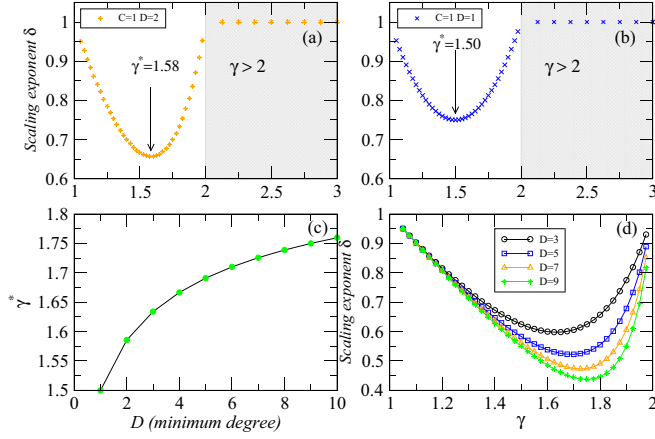 Scaling exponent δ
1
0.9
0.8
0.7
0.6
C=1 D=2
(a)
γ*=1.58
γ > 2
1 1.5 2 2.5 3
1
0.9
0.8
0.7
0.6
C=1 D=1
(b)
γ*=1.50
γ > 2
1 1.5 2 2.5 3
γ*
1.8
1.75
1.7
1.65
1.6
1.55
1.5
(c)
0 2 4 6 8 10
D (minimum degree)
Scaling exponent δ
1
0.9
0.8
0.7
0.6
0.5
0.4
D=3
D=5
D=7
D=9
(d)
1 1.2 1.4 1.6 1.8 2
γ